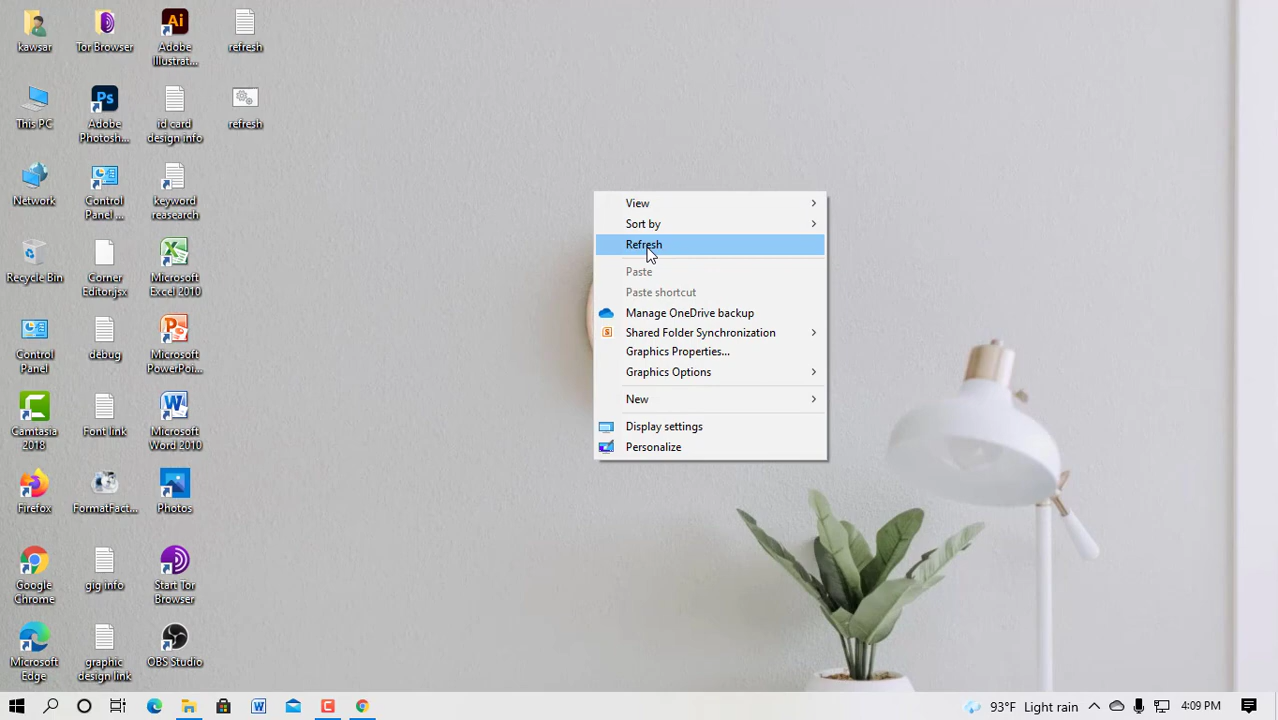 kawsar
Tor Browser
Adobe
Illustrat...
refresh
This PC
Adobe
Photosh...
id card
design info
refresh
Network
Control
Panel ...
keyword
reasearch
Recycle Bin
Corner
Editor.jsx
Microsoft
Excel 2010
Control
Panel
debug
Microsoft
PowerPoi...
Camtasia
2018
Font link
Microsoft
Word 2010
Firefox
FormatFact...
Photos
Google
Chrome
gig info
Start Tor
Browser
Microsoft
Edge
graphic
design link
OBS Studio
View
Sort by
Refresh
Paste
Paste shortcut
Manage OneDrive backup
Shared Folder Synchronization
Graphics Properties...
Graphics Options
New
Display settings
Personalize
93°F Light rain
4:09 PM